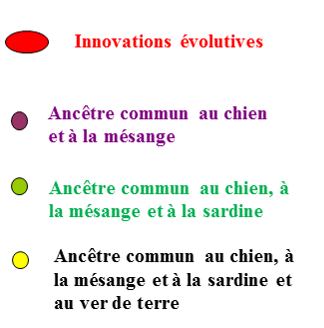 Innovations évolutives
Ancêtre commun au chien
et à la mésange
Ancêtre commun au chien, à
la mésange et à la sardine
Ancêtre commun au chien, à
la mésange et à la sardine et
au ver de terre